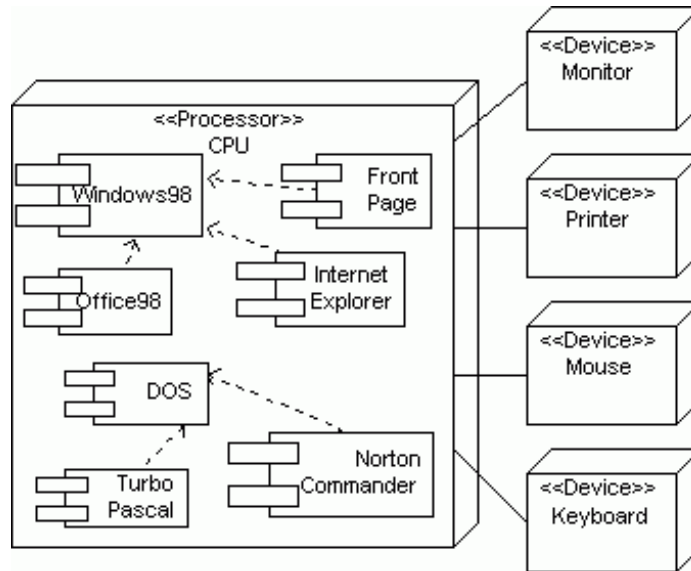 <<Processor>>
CPU
Windows98
Front
Page
Office98
Internet
Explorer
DOS
Turbo
Pascal
Norton
Commander
<<Device>>
Monitor
<<Device>>
Printer
<<Device>>
Mouse
<<Device>>
Keyboard